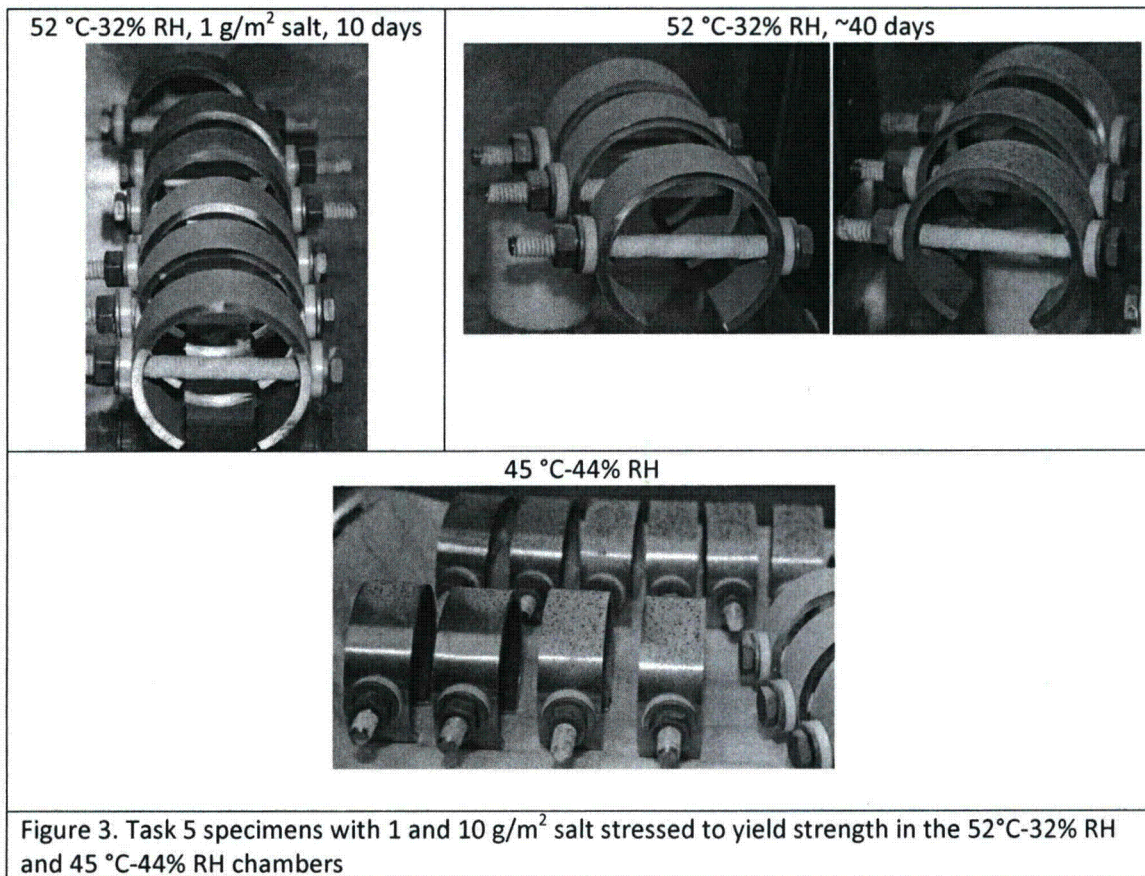 52 °C-32% RH, 1 g/m² salt, 10 days
52 °C-32% RH, ~40 days
45 °C-44% RH
Figure 3. Task 5 specimens with 1 and 10 g/m² salt stressed to yield strength in the 52°C-32% RH
and 45 °C-44% RH chambers